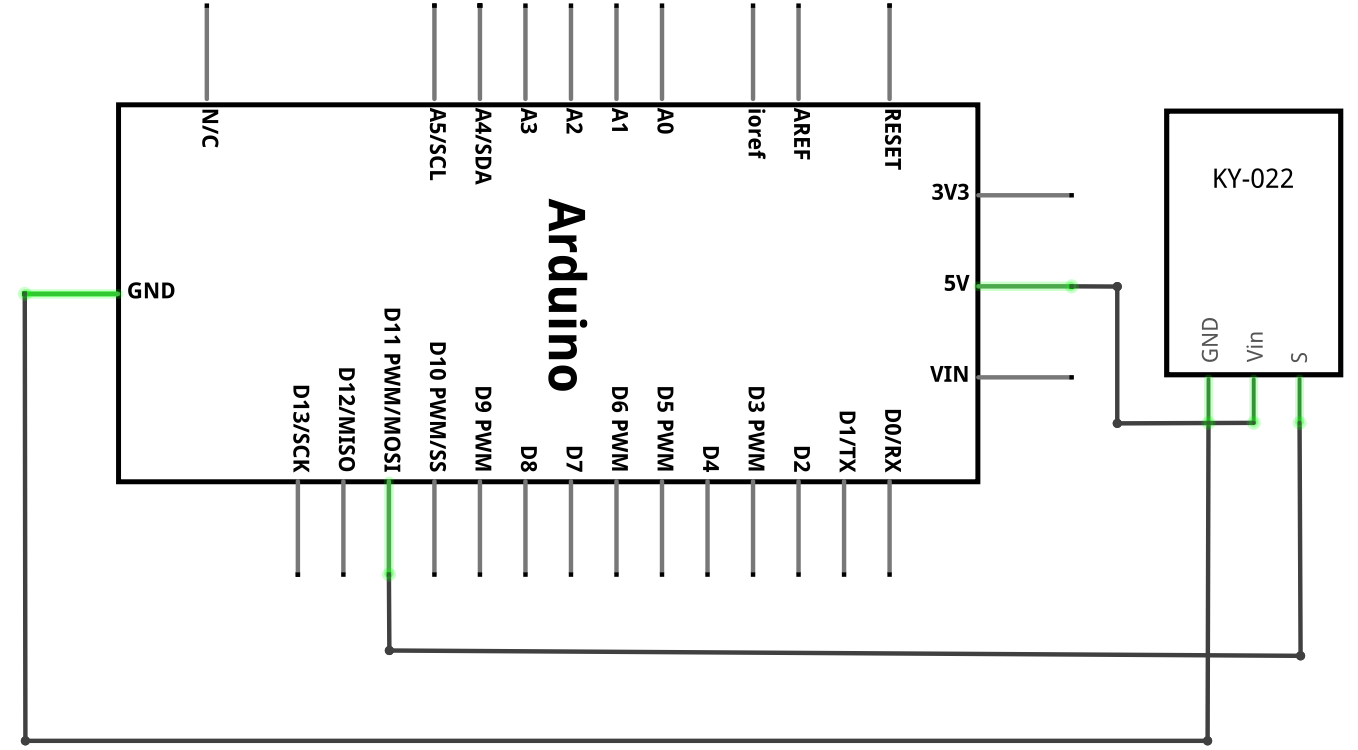 N/C
A5/SCL
A4/SDA
A3
A2
A1
A0
ioref
AREF
RESET
3V3
5V
VIN
GND
Arduino
D13/SCK
D12/MISO
D11 PWM/MOSI
D10 PWM/SS
D9 PWM
D8
D7
D6 PWM
D5 PWM
D4
D3 PWM
D2
D1/TX
D0/RX
KY-022
GND
Vin
S